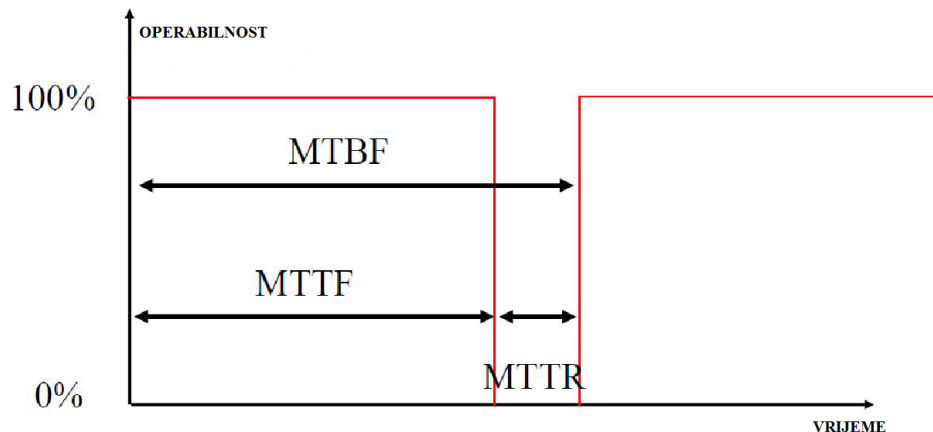 OPERABILNOST
100%
MTBF
MTTF
MTTR
0%
VRIJEME